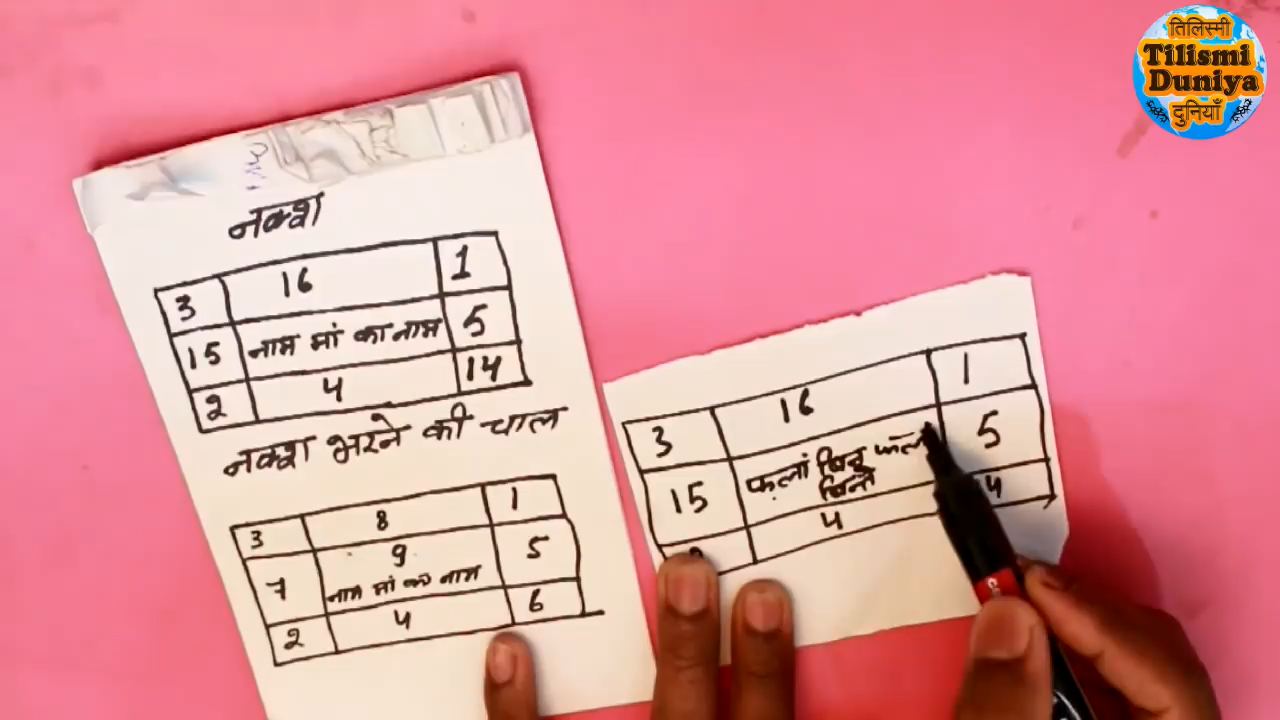 तिलिस्मी
Tilismi
Duniya
दुनियाँ
नक्श
3 16 1
15 नाम मां का नाम 5
2 4 14
नक्श भरने की चाल
3 8 1
9
7 नाम मां का नाम 5
2 4 6
3 16 1
15 फलां बिन्त 5
4